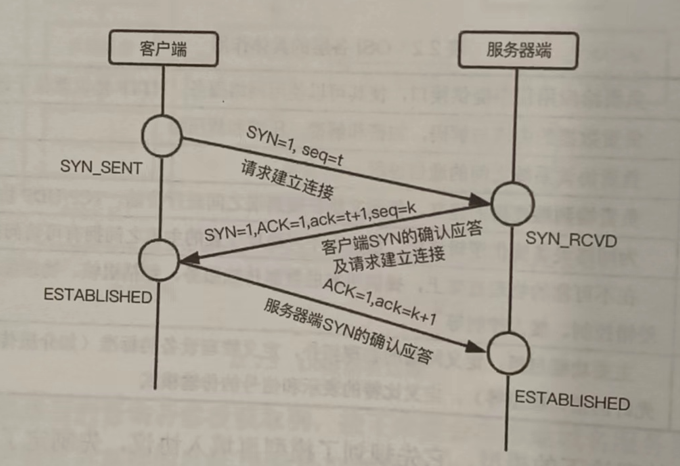 客户端
服务器端
SYN=1, seq=t
请求建立连接
SYN_SENT
SYN=1,ACK=1,ack=t+1,seq=k
客户端SYN的确认应答
及请求建立连接
SYN_RCVD
ESTABLISHED
ACK=1,ack=k+1
服务器端SYN的确认应答
ESTABLISHED